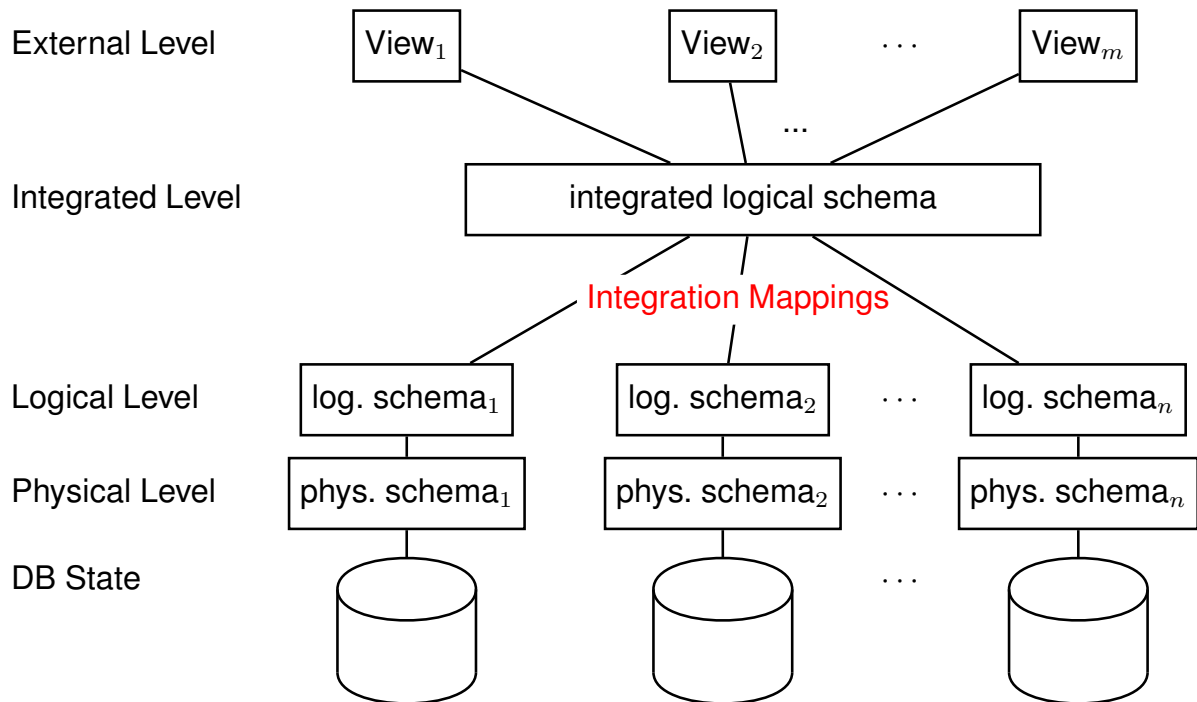 External Level View₁ View₂ ··· Viewₘ
...
Integrated Level integrated logical schema
Integration Mappings
Logical Level log. schema₁ log. schema₂ ··· log. schemaₙ
Physical Level phys. schema₁ phys. schema₂ ··· phys. schemaₙ
DB State ···